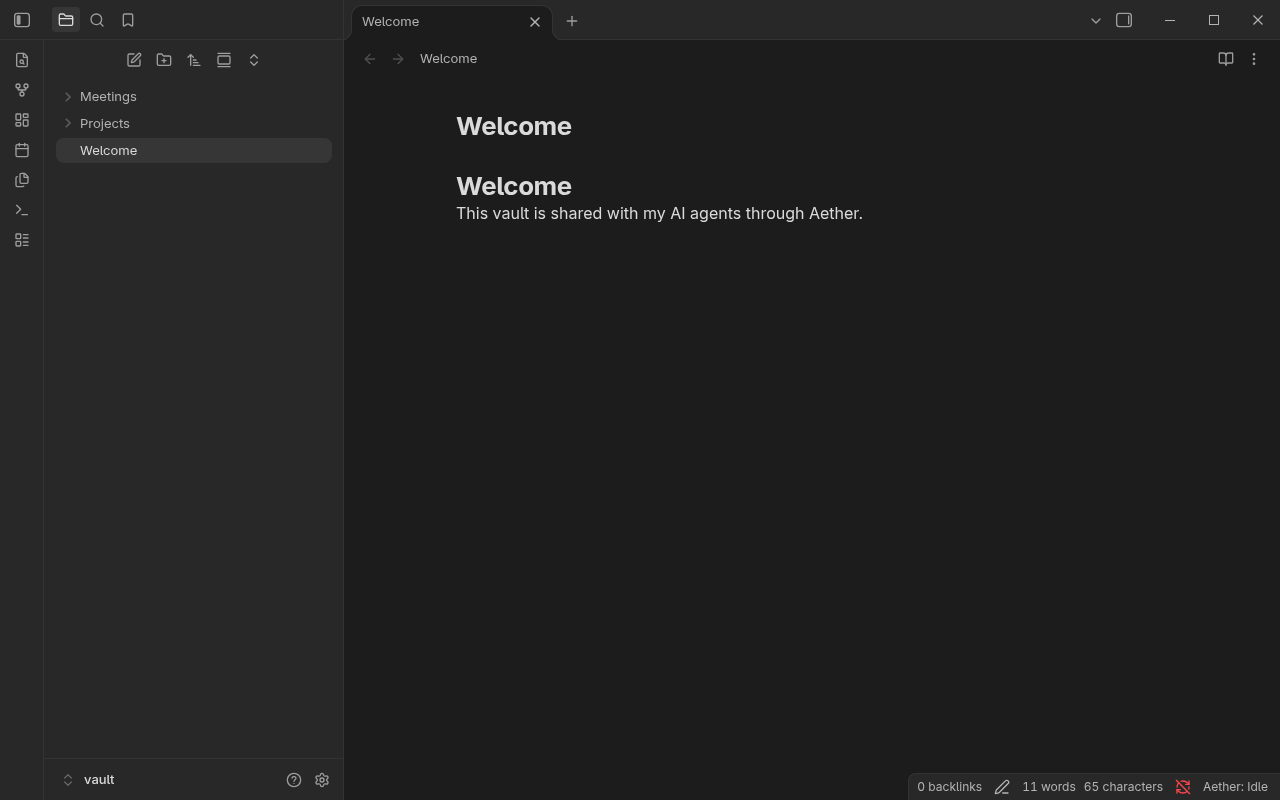 Welcome
Welcome
Meetings
Projects
Welcome
Welcome
Welcome
This vault is shared with my AI agents through Aether.
vault
0 backlinks
11 words
65 characters
Aether: Idle